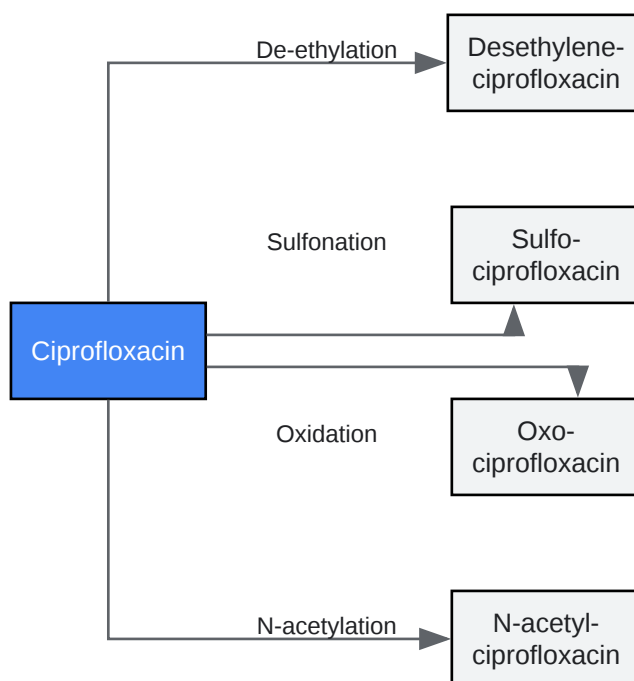 De-ethylation
Desethylene-
ciprofloxacin
Sulfonation
Sulfo-
ciprofloxacin
Ciprofloxacin
Oxidation
Oxo-
ciprofloxacin
N-acetylation
N-acetyl-
ciprofloxacin